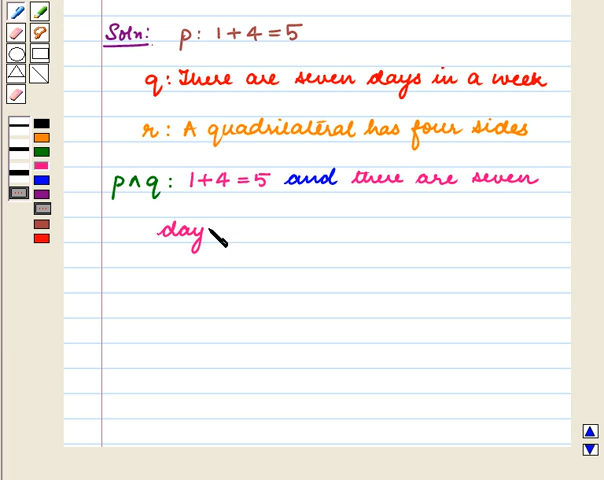 Soln: p: 1+4=5
q: There are seven days in a week
r: A quadrilateral has four sides
p∧q: 1+4=5 and there are seven
day